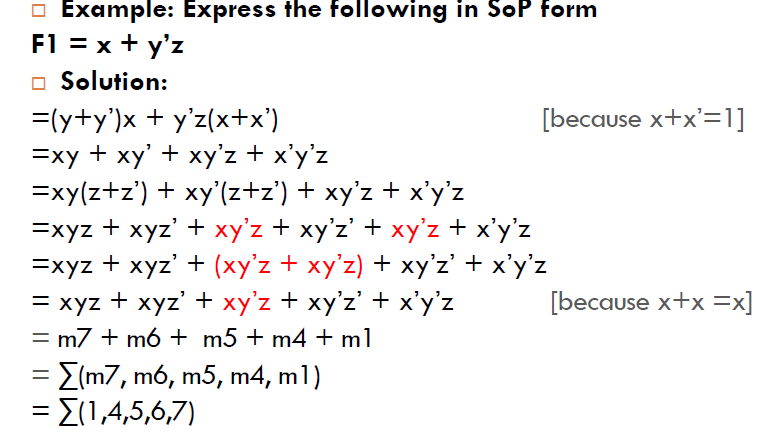 Example: Express the following in SoP form
F1 = x + y’z
Solution:
=(y+y’)x + y’z(x+x’) [because x+x’=1]
=xy + xy’ + xy’z + x’y’z
=xy(z+z’) + xy’(z+z’) + xy’z + x’y’z
=xyz + xyz’ + xy’z + xy’z’ + xy’z + x’y’z
=xyz + xyz’ + (xy’z + xy’z) + xy’z’ + x’y’z
= xyz + xyz’ + xy’z + xy’z’ + x’y’z [because x+x =x]
= m7 + m6 + m5 + m4 + m1
= ∑(m7, m6, m5, m4, m1)
= ∑(1,4,5,6,7)